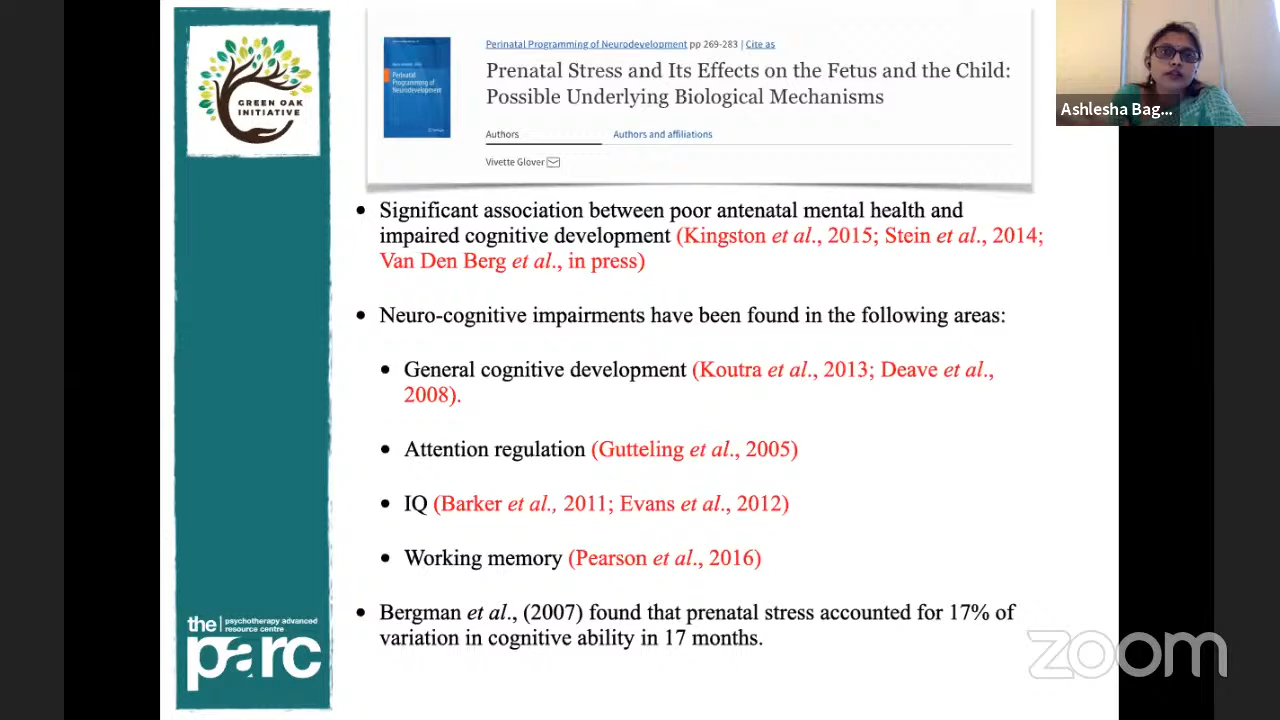 Perinatal Programming of Neurodevelopment pp 269-283 | Cite as
Prenatal Stress and Its Effects on the Fetus and the Child:
Possible Underlying Biological Mechanisms
Authors
Authors and affiliations
Vivette Glover
Perinatal
Programming of
Neurodevelopment
GREEN OAK
INITIATIVE
Ashlesha Bag...
• Significant association between poor antenatal mental health and
impaired cognitive development (Kingston et al., 2015; Stein et al., 2014;
Van Den Berg et al., in press)
• Neuro-cognitive impairments have been found in the following areas:
• General cognitive development (Koutra et al., 2013; Deave et al.,
2008).
• Attention regulation (Gutteling et al., 2005)
• IQ (Barker et al., 2011; Evans et al., 2012)
• Working memory (Pearson et al., 2016)
• Bergman et al., (2007) found that prenatal stress accounted for 17% of
variation in cognitive ability in 17 months.
the | psychotherapy advanced
resource centre
parc
zoom